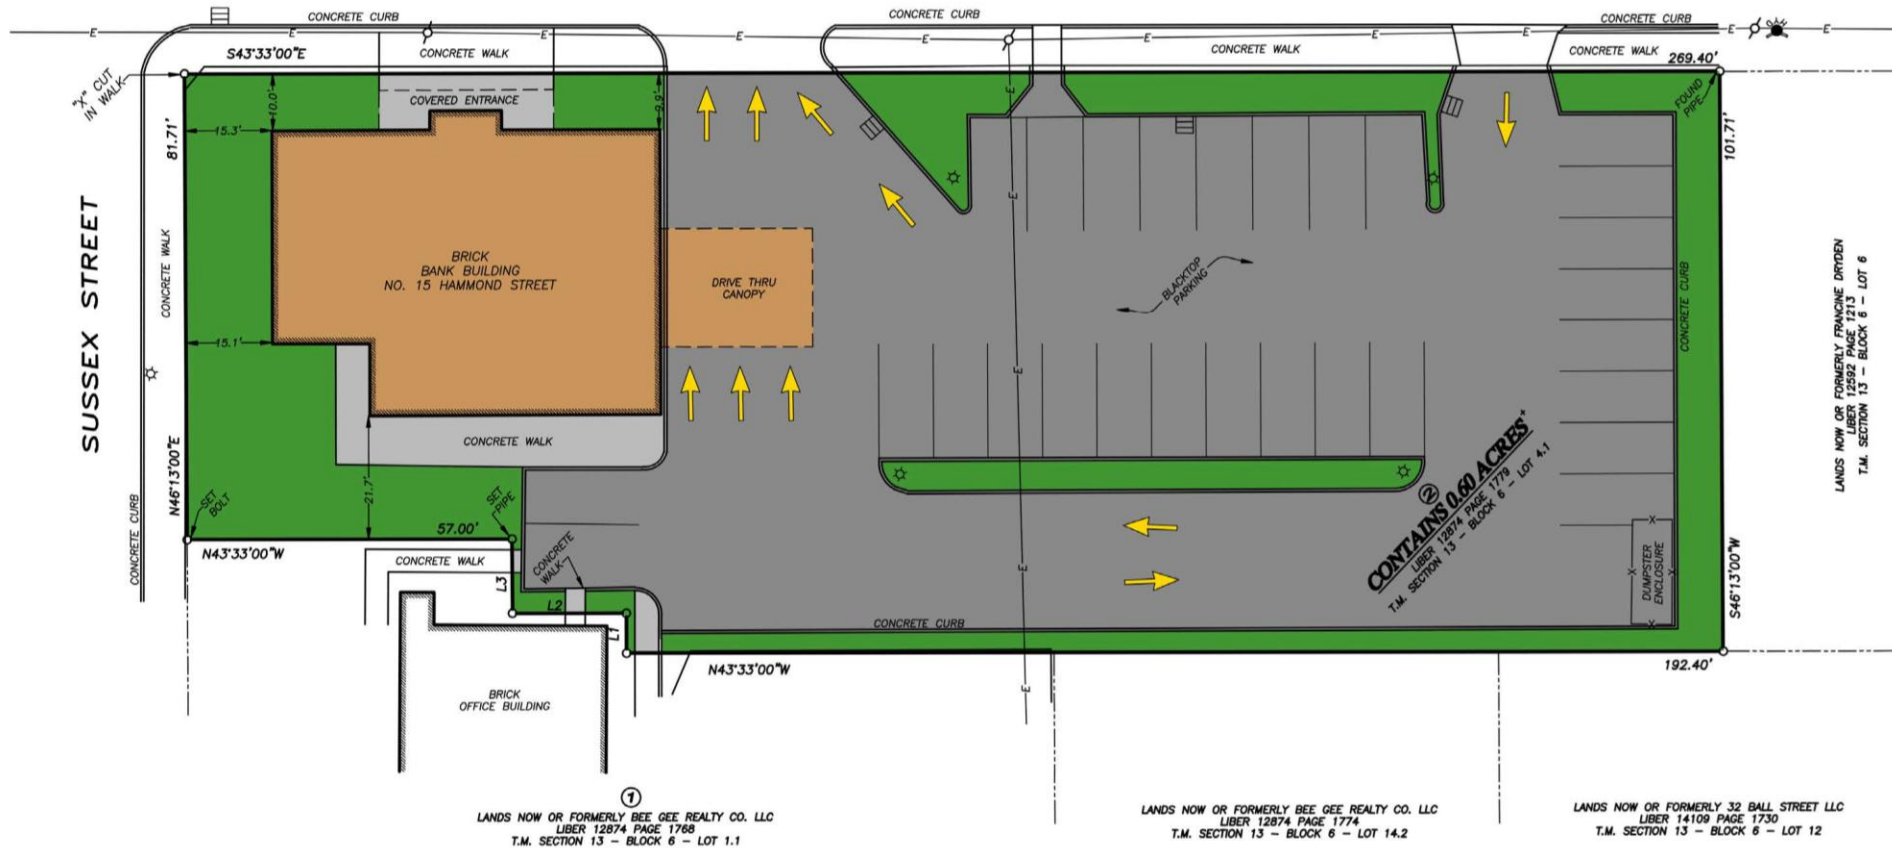 CONCRETE CURB
CONCRETE CURB
CONCRETE CURB
E
E
E
E
E
E
E
E
E
E
O/H
S43°33'00"E
CONCRETE WALK
CONCRETE WALK
CONCRETE WALK
269.40'
"X" CUT
IN WALK
10.0'
COVERED ENTRANCE
9.9'
FOUND
PIPE
81.71'
15.3'
101.71'
E
SUSSEX STREET
CONCRETE WALK
BRICK
BANK BUILDING
NO. 15 HAMMOND STREET
DRIVE THRU
CANOPY
BLACKTOP
PARKING
CONCRETE CURB
LANDS NOW OR FORMERLY FRANCINE DRYDEN
LIBER 12592 PAGE 1213
T.M. SECTION 13 - BLOCK 6 - LOT 6
15.1'
E
CONCRETE WALK
N46°13'00"E
SET
BOLT
21.7'
SET
PIPE
2
CONTAINS 0.60 ACRES±
LIBER 12874 PAGE 1779
T.M. SECTION 13 - BLOCK 6 - LOT 4.1
CONCRETE CURB
57.00'
N43°33'00"W
CONCRETE WALK
CONCRETE
WALK
L3
L2
L1
E
X
X
DUMPSTER
ENCLOSURE
X
X
S46°13'00"W
CONCRETE CURB
N43°33'00"W
192.40'
E
BRICK
OFFICE BUILDING
1
LANDS NOW OR FORMERLY BEE GEE REALTY CO. LLC
LIBER 12874 PAGE 1768
T.M. SECTION 13 - BLOCK 6 - LOT 1.1
LANDS NOW OR FORMERLY BEE GEE REALTY CO. LLC
LIBER 12874 PAGE 1774
T.M. SECTION 13 - BLOCK 6 - LOT 14.2
LANDS NOW OR FORMERLY 32 BALL STREET LLC
LIBER 14109 PAGE 1730
T.M. SECTION 13 - BLOCK 6 - LOT 12